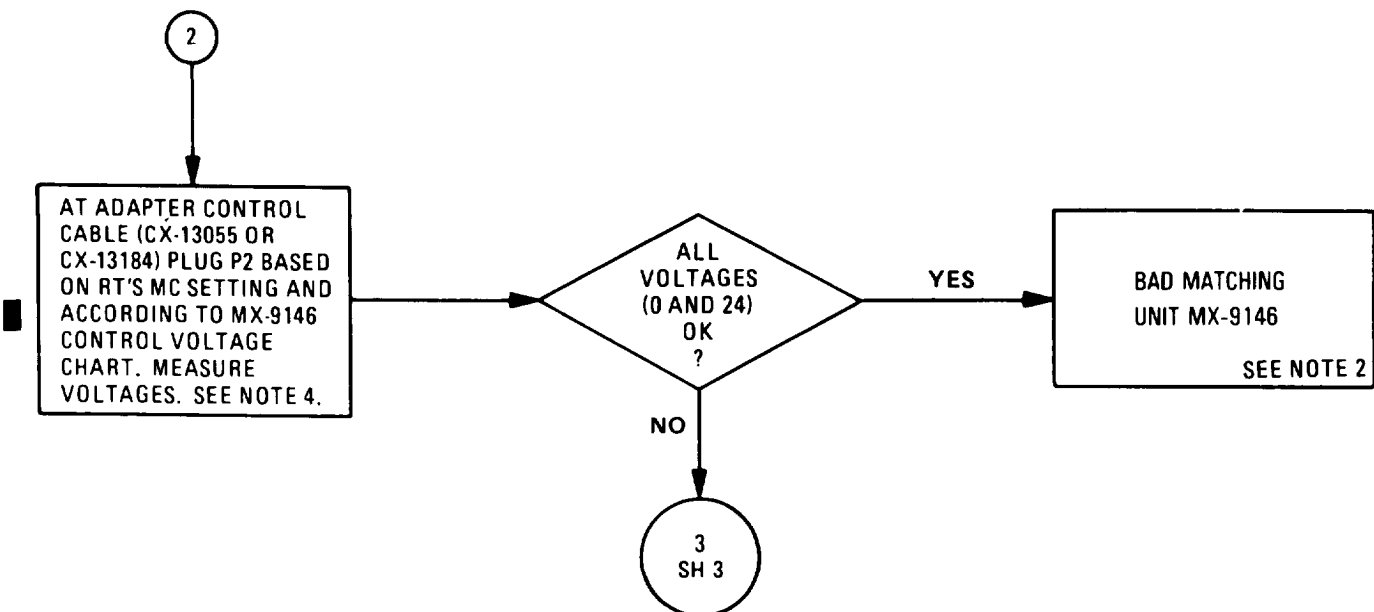 2
AT ADAPTER CONTROL
CABLE (CX-13055 OR
CX-13184) PLUG P2 BASED
ON RT'S MC SETTING AND
ACCORDING TO MX-9146
CONTROL VOLTAGE
CHART. MEASURE
VOLTAGES. SEE NOTE 4.
ALL
VOLTAGES
(0 AND 24)
OK
?
YES
BAD MATCHING
UNIT MX-9146
SEE NOTE 2
NO
3
SH 3